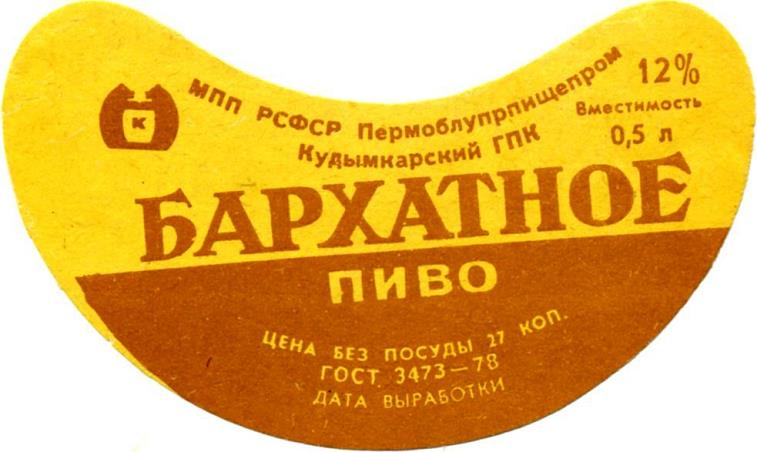 К
МПП РСФСР Пермоблупрпищепром
Кудымкарский ГПК
12%
Вместимость
0,5 л
БАРХАТНОЕ
ПИВО
ЦЕНА БЕЗ ПОСУДЫ 27 КОП.
ГОСТ 3473—78
ДАТА ВЫРАБОТКИ